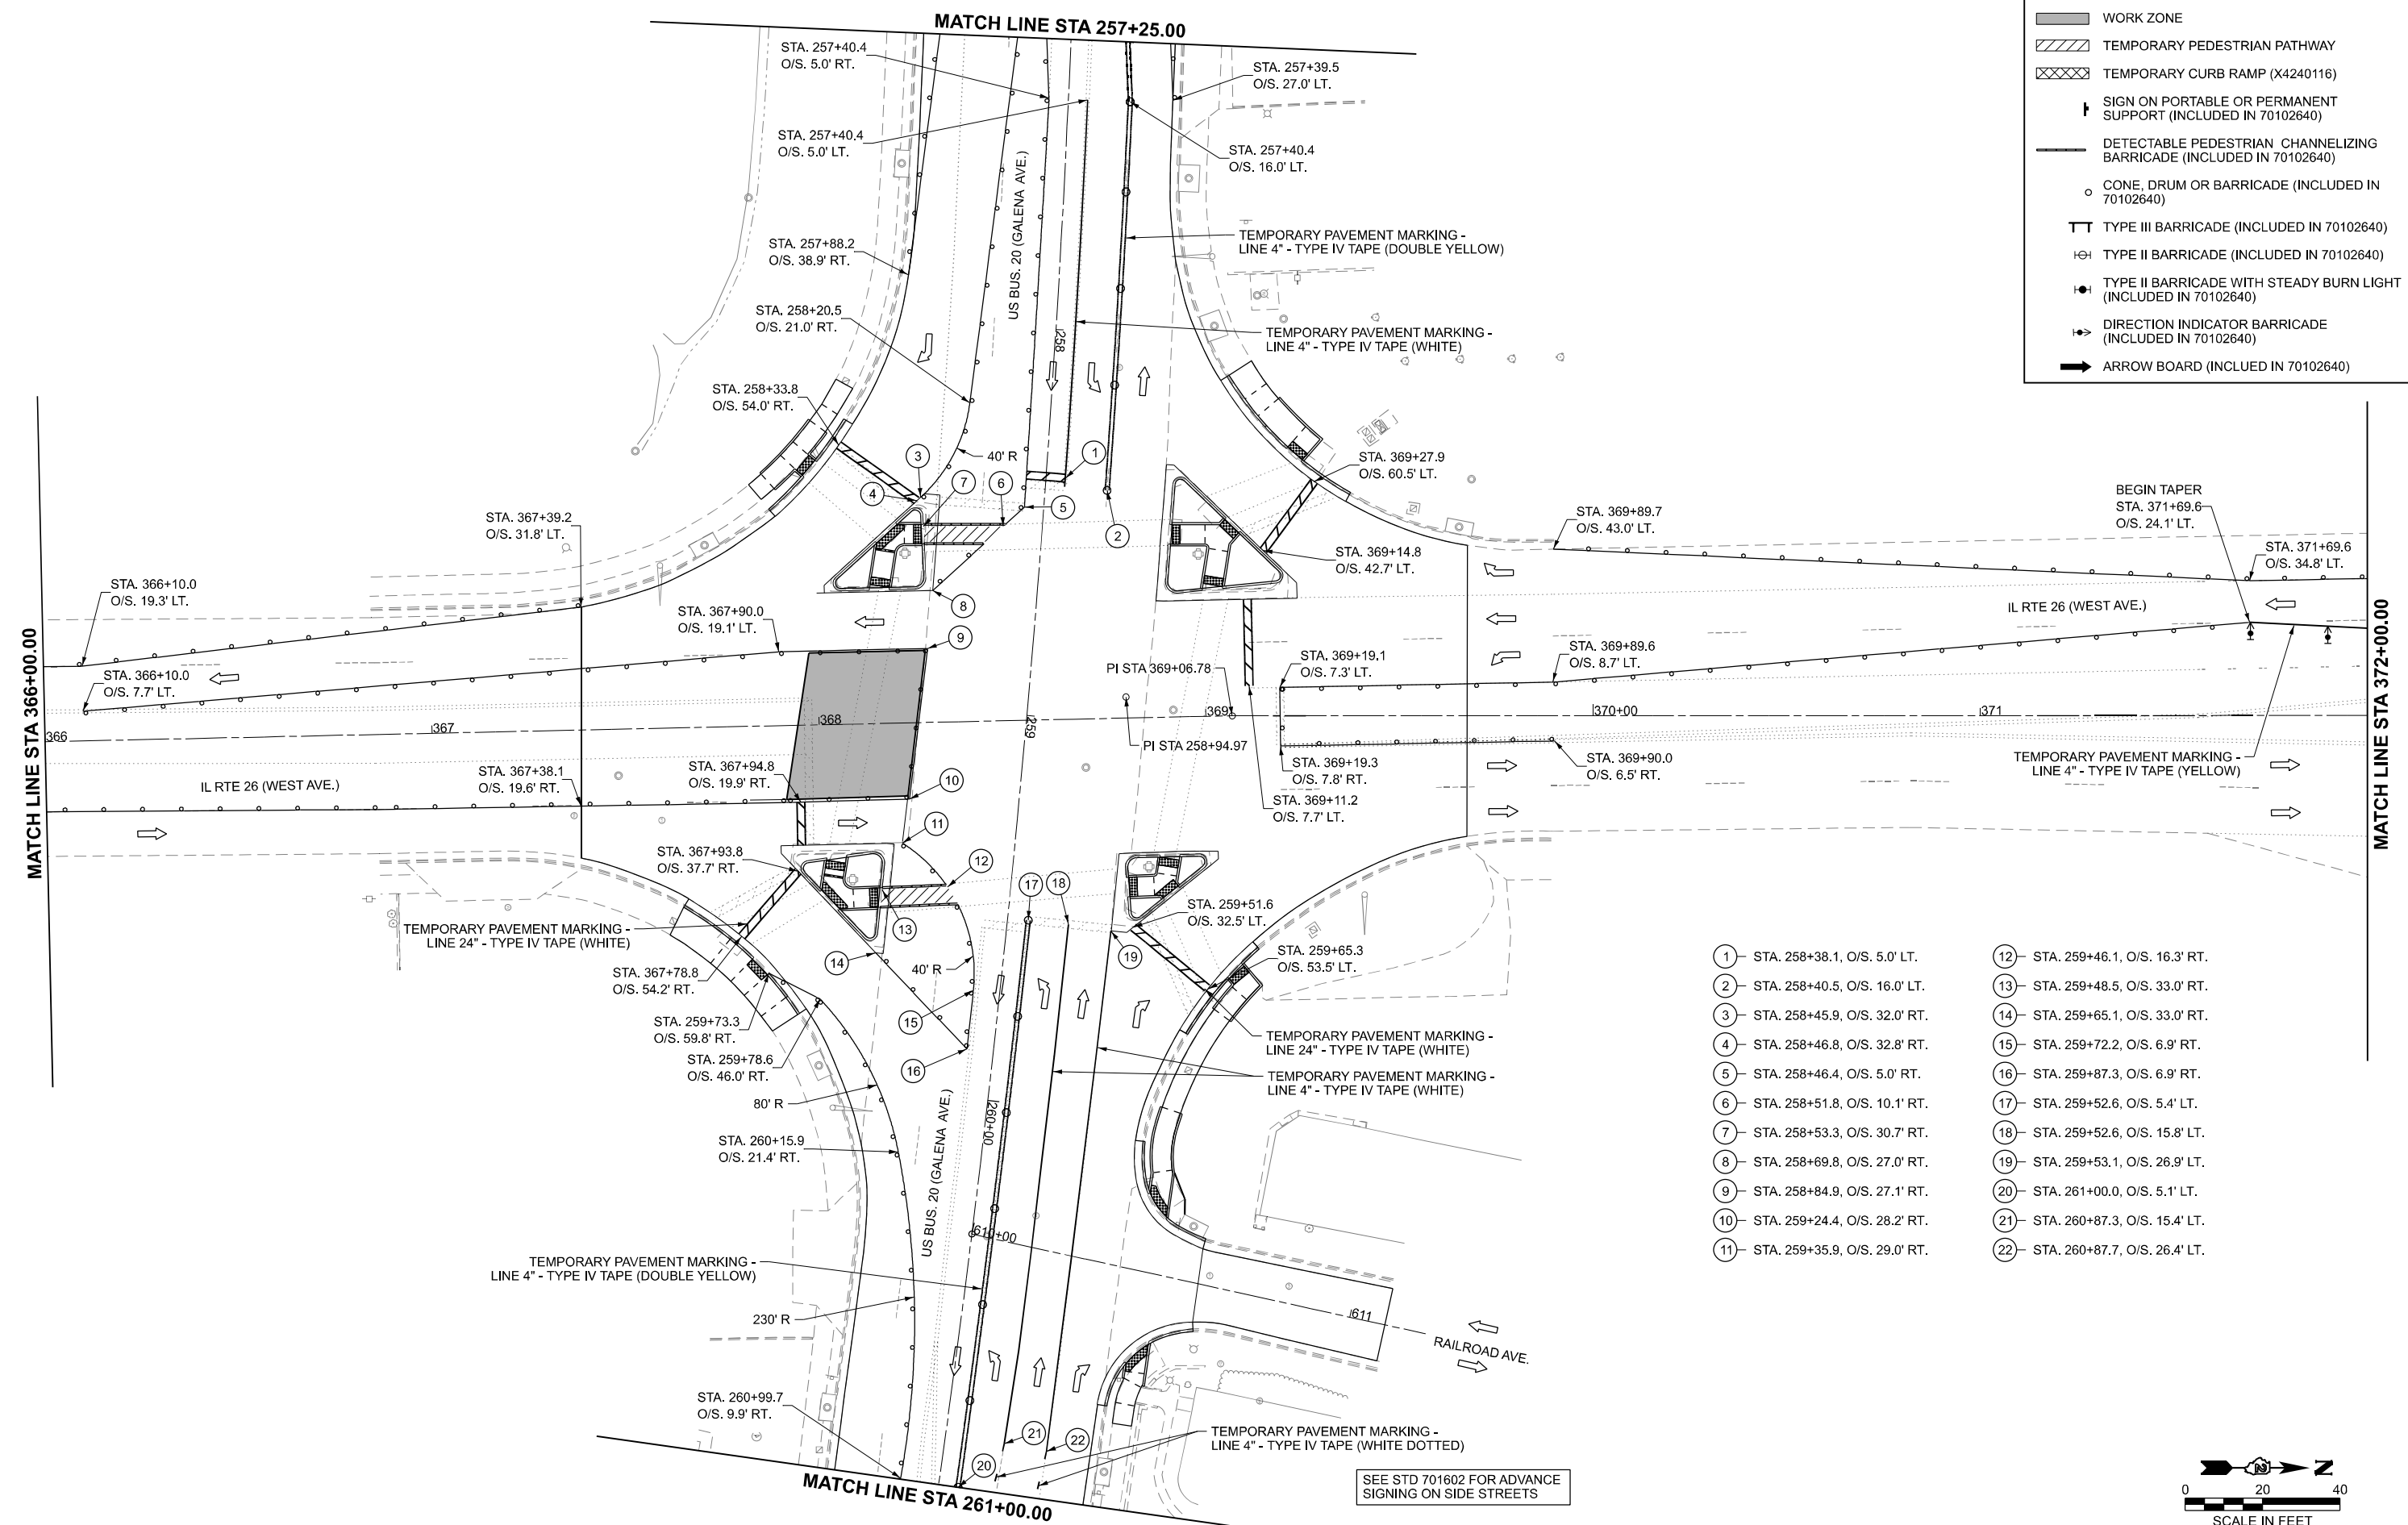 MATCH LINE STA 257+25.00
WORK ZONE
TEMPORARY PEDESTRIAN PATHWAY
TEMPORARY CURB RAMP (X4240116)
SIGN ON PORTABLE OR PERMANENT
SUPPORT (INCLUDED IN 70102640)
DETECTABLE PEDESTRIAN CHANNELIZING
BARRICADE (INCLUDED IN 70102640)
CONE, DRUM OR BARRICADE (INCLUDED IN
70102640)
TYPE III BARRICADE (INCLUDED IN 70102640)
TYPE II BARRICADE (INCLUDED IN 70102640)
TYPE II BARRICADE WITH STEADY BURN LIGHT
(INCLUDED IN 70102640)
DIRECTION INDICATOR BARRICADE
(INCLUDED IN 70102640)
ARROW BOARD (INCLUED IN 70102640)
STA. 257+40.4
O/S. 5.0' RT.
STA. 257+39.5
O/S. 27.0' LT.
STA. 257+40.4
O/S. 5.0' LT.
STA. 257+40.4
O/S. 16.0' LT.
US BUS. 20 (GALENA AVE.)
TEMPORARY PAVEMENT MARKING -
LINE 4" - TYPE IV TAPE (DOUBLE YELLOW)
STA. 257+88.2
O/S. 38.9' RT.
STA. 258+20.5
O/S. 21.0' RT.
258
TEMPORARY PAVEMENT MARKING -
LINE 4" - TYPE IV TAPE (WHITE)
STA. 258+33.8
O/S. 54.0' RT.
40' R
3
1
4
7
6
5
2
8
9
STA. 369+27.9
O/S. 60.5' LT.
STA. 369+14.8
O/S. 42.7' LT.
STA. 369+89.7
O/S. 43.0' LT.
BEGIN TAPER
STA. 371+69.6
O/S. 24.1' LT.
STA. 371+69.6
O/S. 34.8' LT.
STA. 367+39.2
O/S. 31.8' LT.
STA. 366+10.0
O/S. 19.3' LT.
STA. 367+90.0
O/S. 19.1' LT.
IL RTE 26 (WEST AVE.)
MATCH LINE STA 366+00.00
STA. 366+10.0
O/S. 7.7' LT.
PI STA 369+06.78
STA. 369+19.1
O/S. 7.3' LT.
STA. 369+89.6
O/S. 8.7' LT.
MATCH LINE STA 372+00.00
366
367
368
259
369
370+00
371
PI STA 258+94.97
STA. 369+19.3
O/S. 7.8' RT.
STA. 369+90.0
O/S. 6.5' RT.
STA. 369+11.2
O/S. 7.7' LT.
TEMPORARY PAVEMENT MARKING -
LINE 4" - TYPE IV TAPE (YELLOW)
IL RTE 26 (WEST AVE.)
STA. 367+38.1
O/S. 19.6' RT.
STA. 367+94.8
O/S. 19.9' RT.
10
11
12
STA. 367+93.8
O/S. 37.7' RT.
17
18
13
14
19
STA. 259+51.6
O/S. 32.5' LT.
TEMPORARY PAVEMENT MARKING -
LINE 24" - TYPE IV TAPE (WHITE)
STA. 259+65.3
O/S. 53.5' LT.
STA. 367+78.8
O/S. 54.2' RT.
40' R
15
STA. 259+73.3
O/S. 59.8' RT.
STA. 259+78.6
O/S. 46.0' RT.
16
TEMPORARY PAVEMENT MARKING -
LINE 24" - TYPE IV TAPE (WHITE)
TEMPORARY PAVEMENT MARKING -
LINE 4" - TYPE IV TAPE (WHITE)
80' R
260+00
US BUS. 20 (GALENA AVE.)
STA. 260+15.9
O/S. 21.4' RT.
610+00
TEMPORARY PAVEMENT MARKING -
LINE 4" - TYPE IV TAPE (DOUBLE YELLOW)
230' R
611
RAILROAD AVE.
STA. 260+99.7
O/S. 9.9' RT.
21
22
20
TEMPORARY PAVEMENT MARKING -
LINE 4" - TYPE IV TAPE (WHITE DOTTED)
MATCH LINE STA 261+00.00
SEE STD 701602 FOR ADVANCE
SIGNING ON SIDE STREETS
1 STA. 258+38.1, O/S. 5.0' LT.
2 STA. 258+40.5, O/S. 16.0' LT.
3 STA. 258+45.9, O/S. 32.0' RT.
4 STA. 258+46.8, O/S. 32.8' RT.
5 STA. 258+46.4, O/S. 5.0' RT.
6 STA. 258+51.8, O/S. 10.1' RT.
7 STA. 258+53.3, O/S. 30.7' RT.
8 STA. 258+69.8, O/S. 27.0' RT.
9 STA. 258+84.9, O/S. 27.1' RT.
10 STA. 259+24.4, O/S. 28.2' RT.
11 STA. 259+35.9, O/S. 29.0' RT.
12 STA. 259+46.1, O/S. 16.3' RT.
13 STA. 259+48.5, O/S. 33.0' RT.
14 STA. 259+65.1, O/S. 33.0' RT.
15 STA. 259+72.2, O/S. 6.9' RT.
16 STA. 259+87.3, O/S. 6.9' RT.
17 STA. 259+52.6, O/S. 5.4' LT.
18 STA. 259+52.6, O/S. 15.8' LT.
19 STA. 259+53.1, O/S. 26.9' LT.
20 STA. 261+00.0, O/S. 5.1' LT.
21 STA. 260+87.3, O/S. 15.4' LT.
22 STA. 260+87.7, O/S. 26.4' LT.
N
0 20 40
SCALE IN FEET